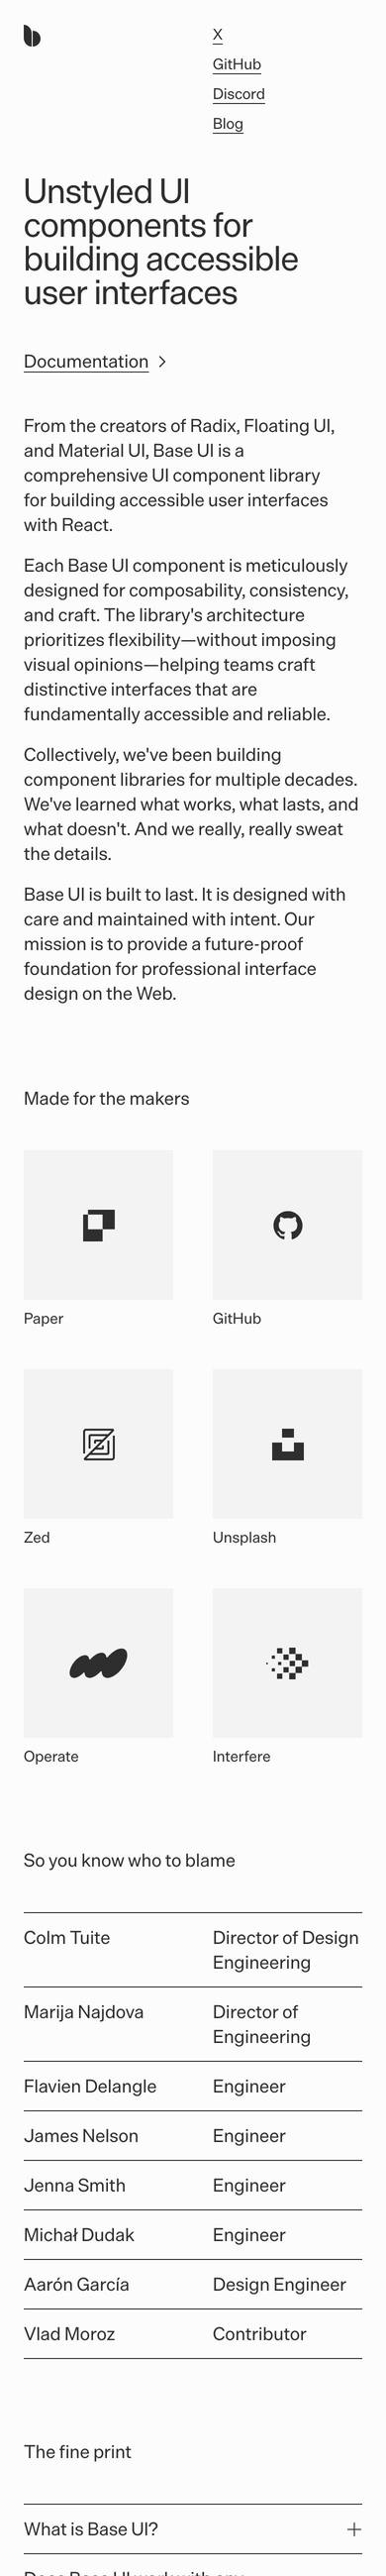 X
GitHub
Discord
Blog
Unstyled UI
components for
building accessible
user interfaces
Documentation
From the creators of Radix, Floating UI,
and Material UI, Base UI is a
comprehensive UI component library
for building accessible user interfaces
with React.
Each Base UI component is meticulously
designed for composability, consistency,
and craft. The library's architecture
prioritizes flexibility—without imposing
visual opinions—helping teams craft
distinctive interfaces that are
fundamentally accessible and reliable.
Collectively, we've been building
component libraries for multiple decades.
We've learned what works, what lasts, and
what doesn't. And we really, really sweat
the details.
Base UI is built to last. It is designed with
care and maintained with intent. Our
mission is to provide a future-proof
foundation for professional interface
design on the Web.
Made for the makers
Paper
GitHub
Zed
Unsplash
Operate
Interfere
So you know who to blame
Colm Tuite
Director of Design
Engineering
Marija Najdova
Director of
Engineering
Flavien Delangle
Engineer
James Nelson
Engineer
Jenna Smith
Engineer
Michał Dudak
Engineer
Aarón García
Design Engineer
Vlad Moroz
Contributor
The fine print
What is Base UI?